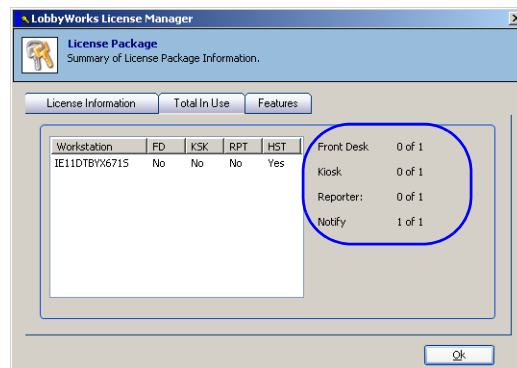 LobbyWorks License Manager
License Package
Summary of License Package Information.
License Information Total In Use Features
Workstation FD KSK RPT HST
IE11DTBYX6715 No No No Yes
Front Desk 0 of 1
Kiosk 0 of 1
Reporter: 0 of 1
Notify 1 of 1
Ok